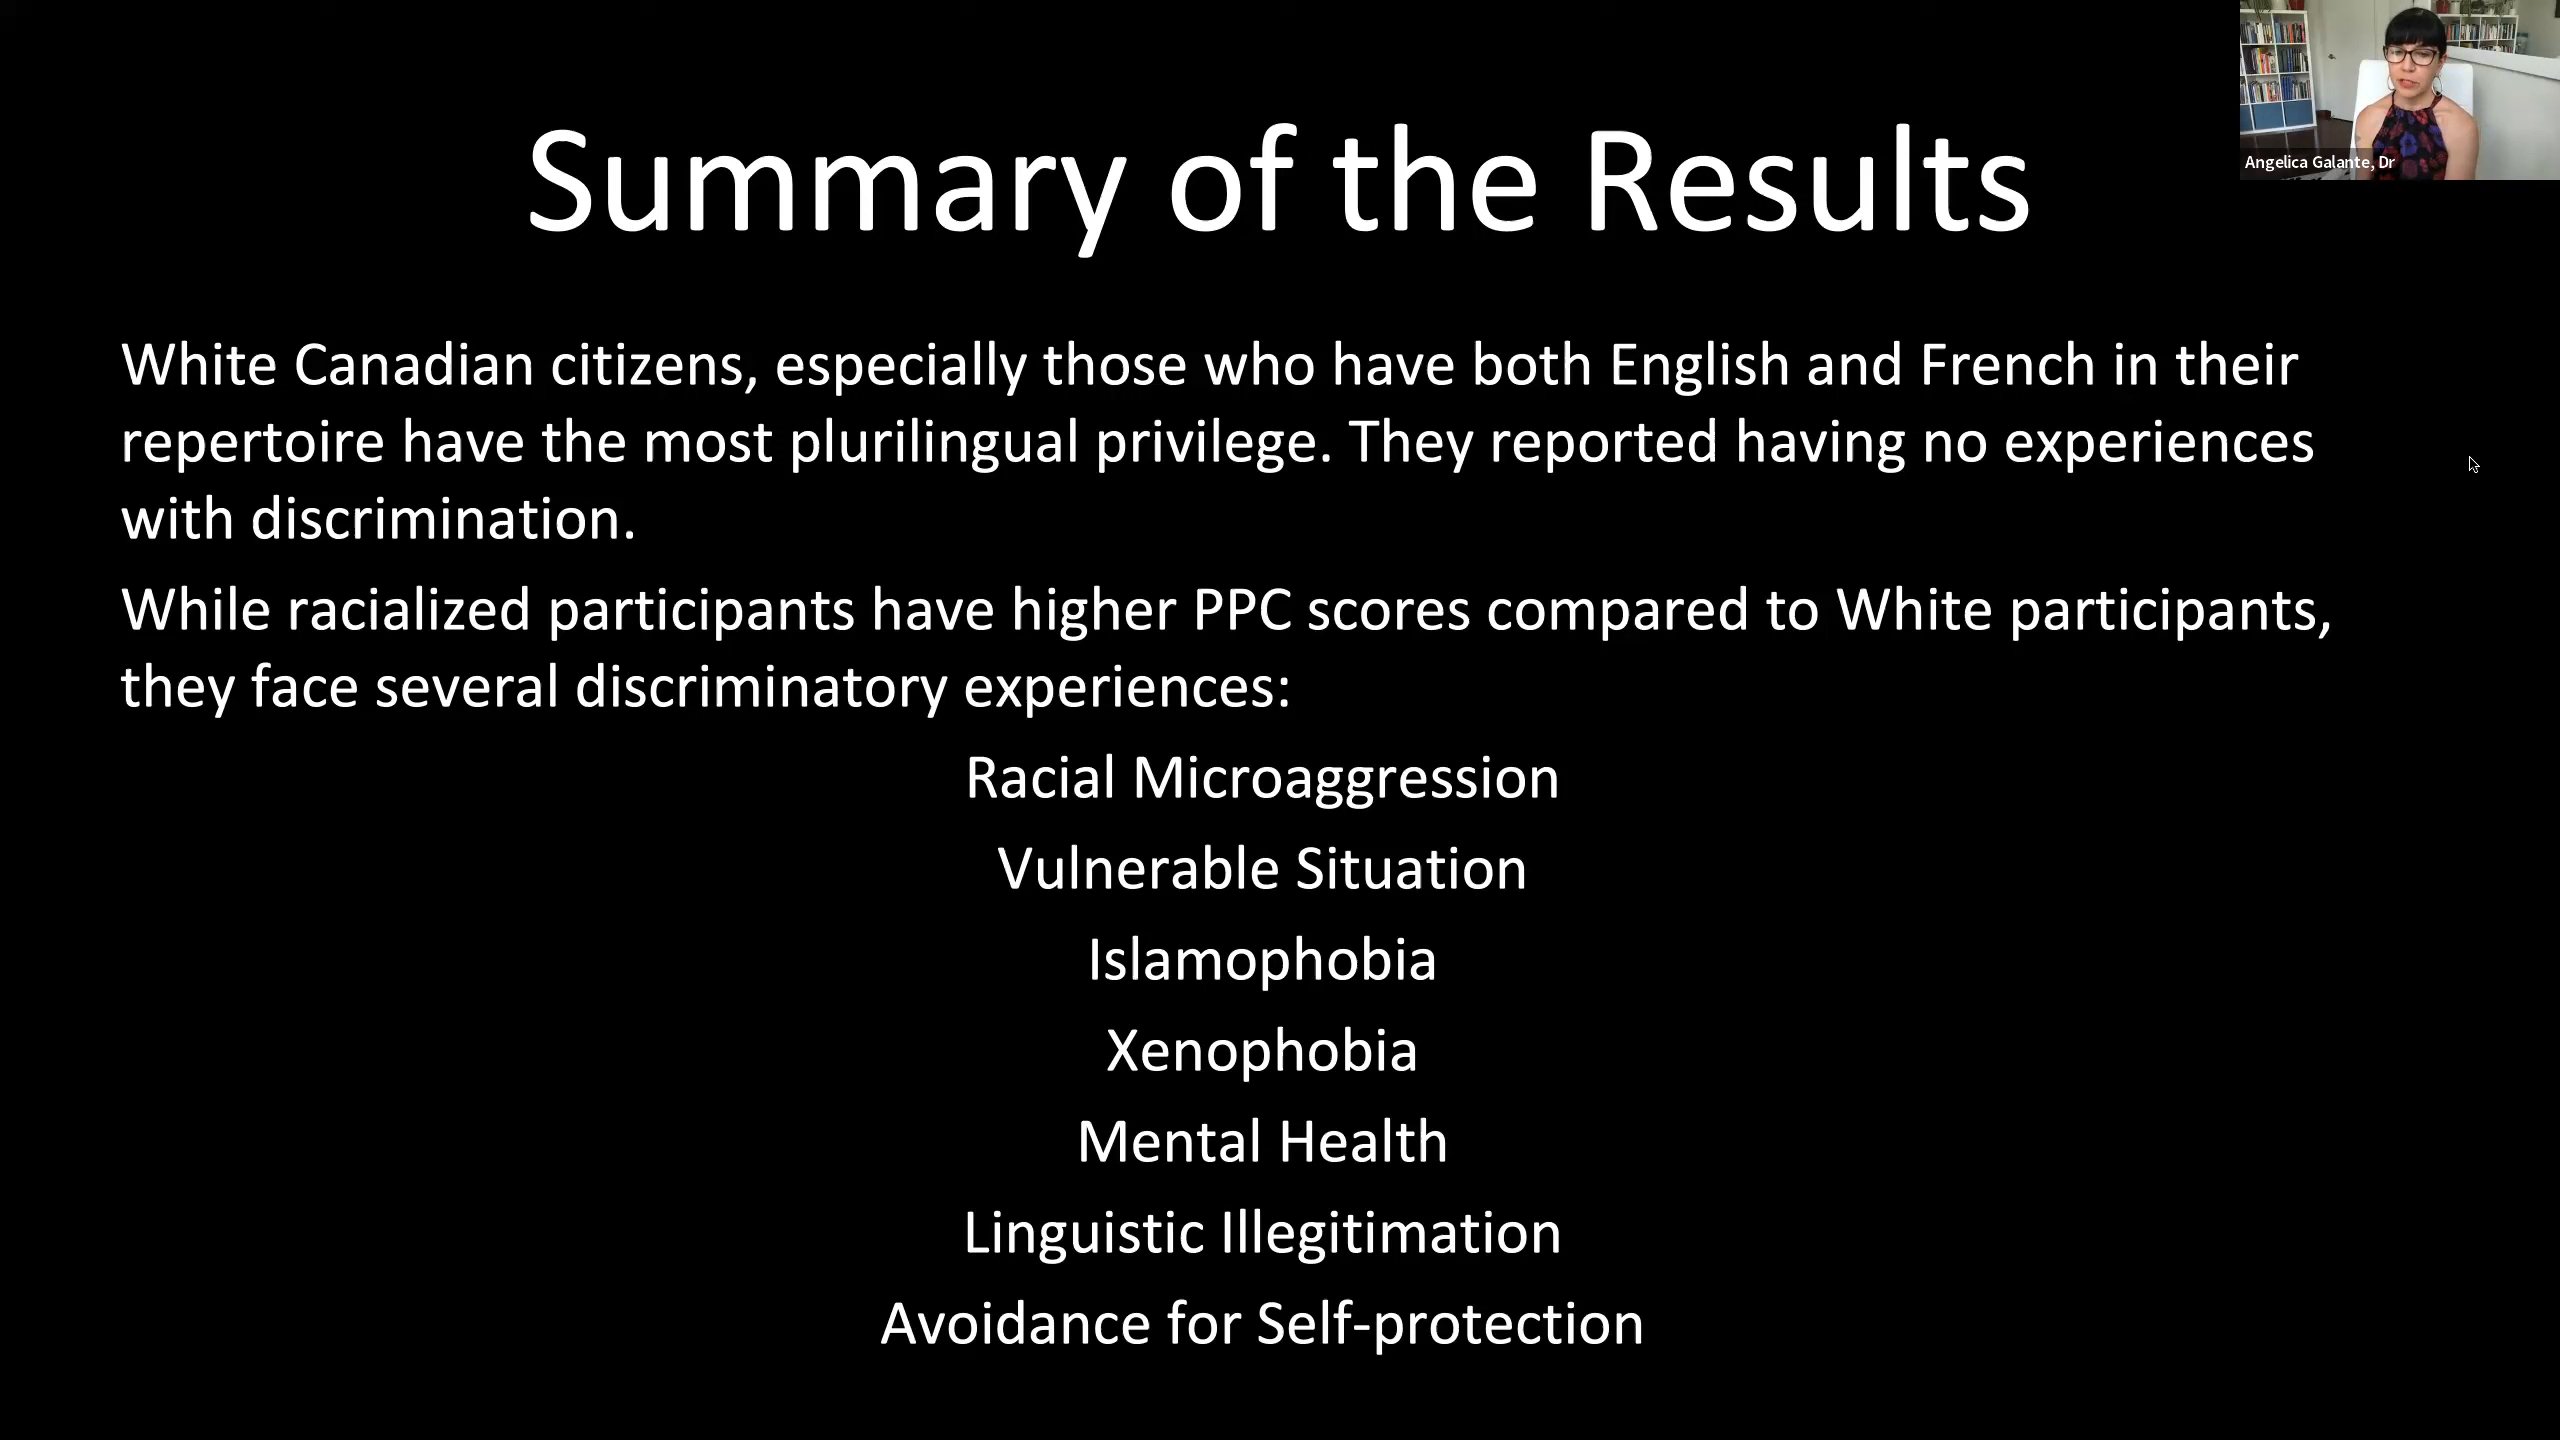 Summary of the Results
Angelica Galante, Dr
White Canadian citizens, especially those who have both English and French in their
repertoire have the most plurilingual privilege. They reported having no experiences
with discrimination.
While racialized participants have higher PPC scores compared to White participants,
they face several discriminatory experiences:
Racial Microaggression
Vulnerable Situation
Islamophobia
Xenophobia
Mental Health
Linguistic Illegitimation
Avoidance for Self-protection